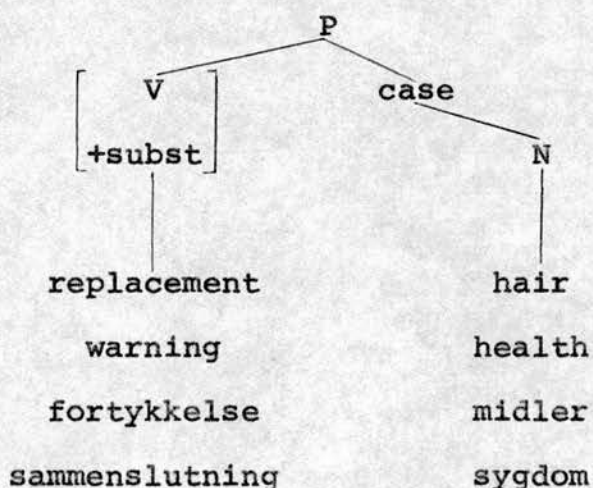 P
V case
+subst N
replacement hair
warning health
fortykkelse midler
sammenslutning sygdom